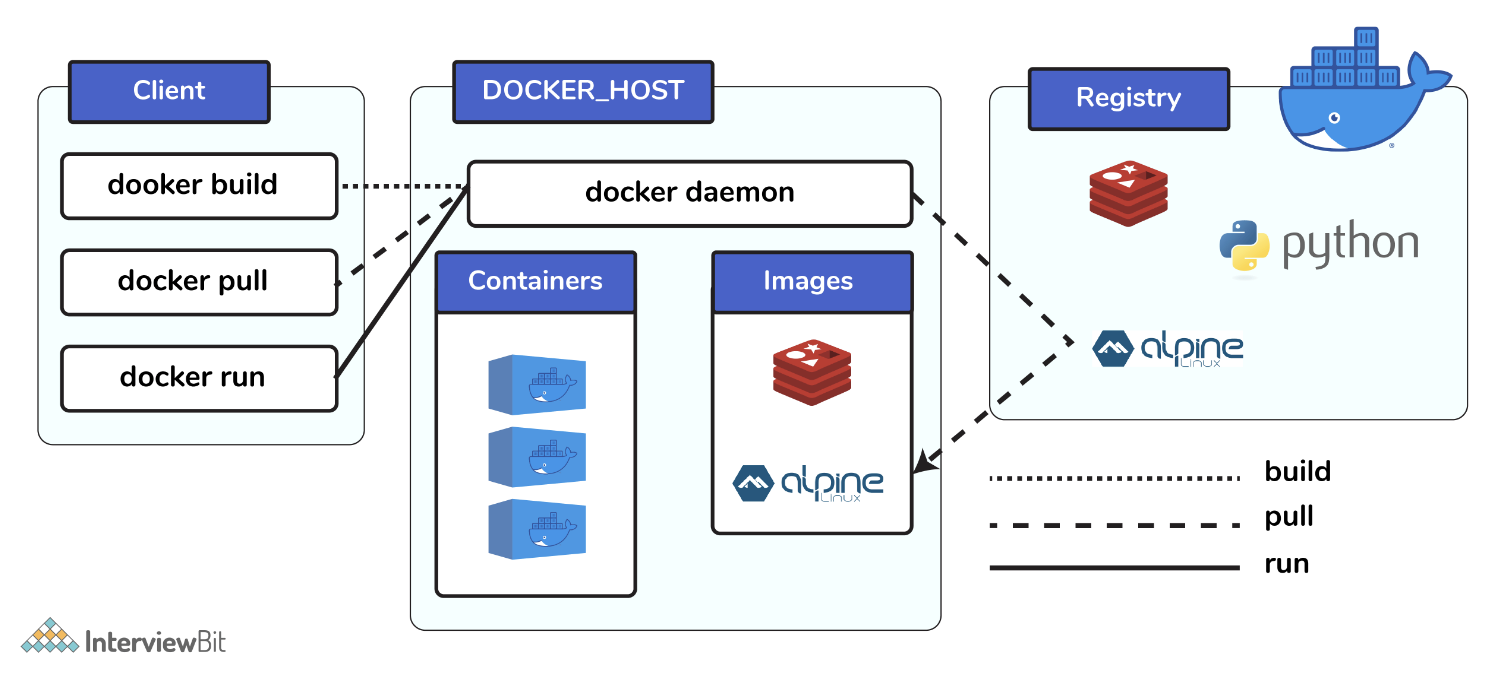 Client
dooker build
docker pull
docker run
DOCKER_HOST
docker daemon
Containers
Images
alpine
Linux
Registry
python
alpine
Linux
build
pull
run
InterviewBit